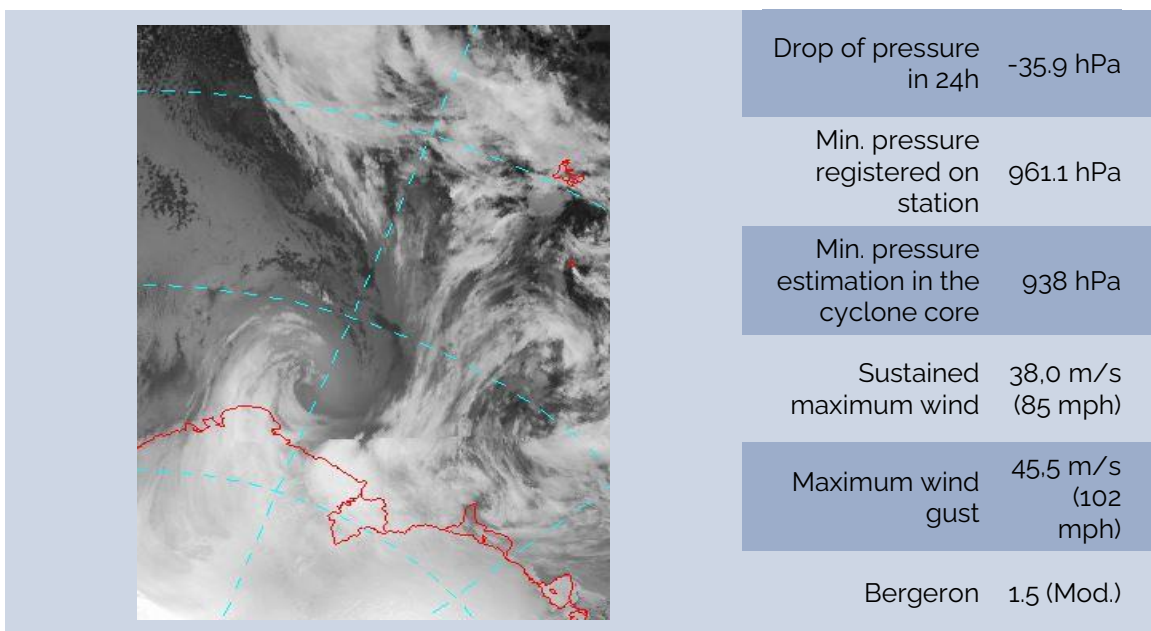 Drop of pressure
in 24h
-35.9 hPa
Min. pressure
registered on
station
961.1 hPa
Min. pressure
estimation in the
cyclone core
938 hPa
Sustained
maximum wind
38,0 m/s
(85 mph)
Maximum wind
gust
45,5 m/s
(102
mph)
Bergeron
1.5 (Mod.)